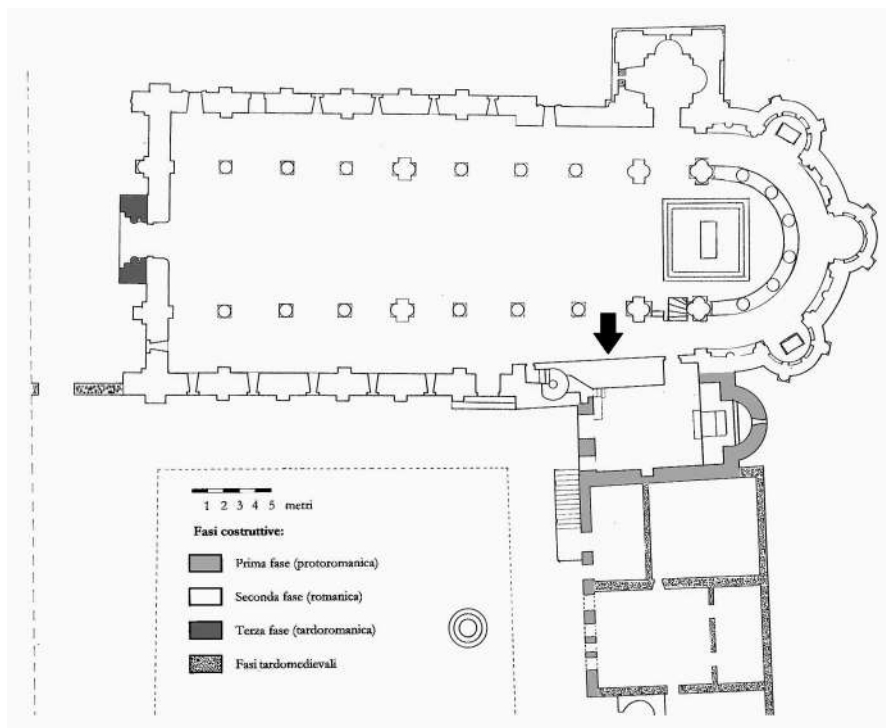 1 2 3 4 5 metri
Fasi costruttive:
Prima fase (protoromanica)
Seconda fase (romanica)
Terza fase (tardoromanica)
Fasi tardomedievali